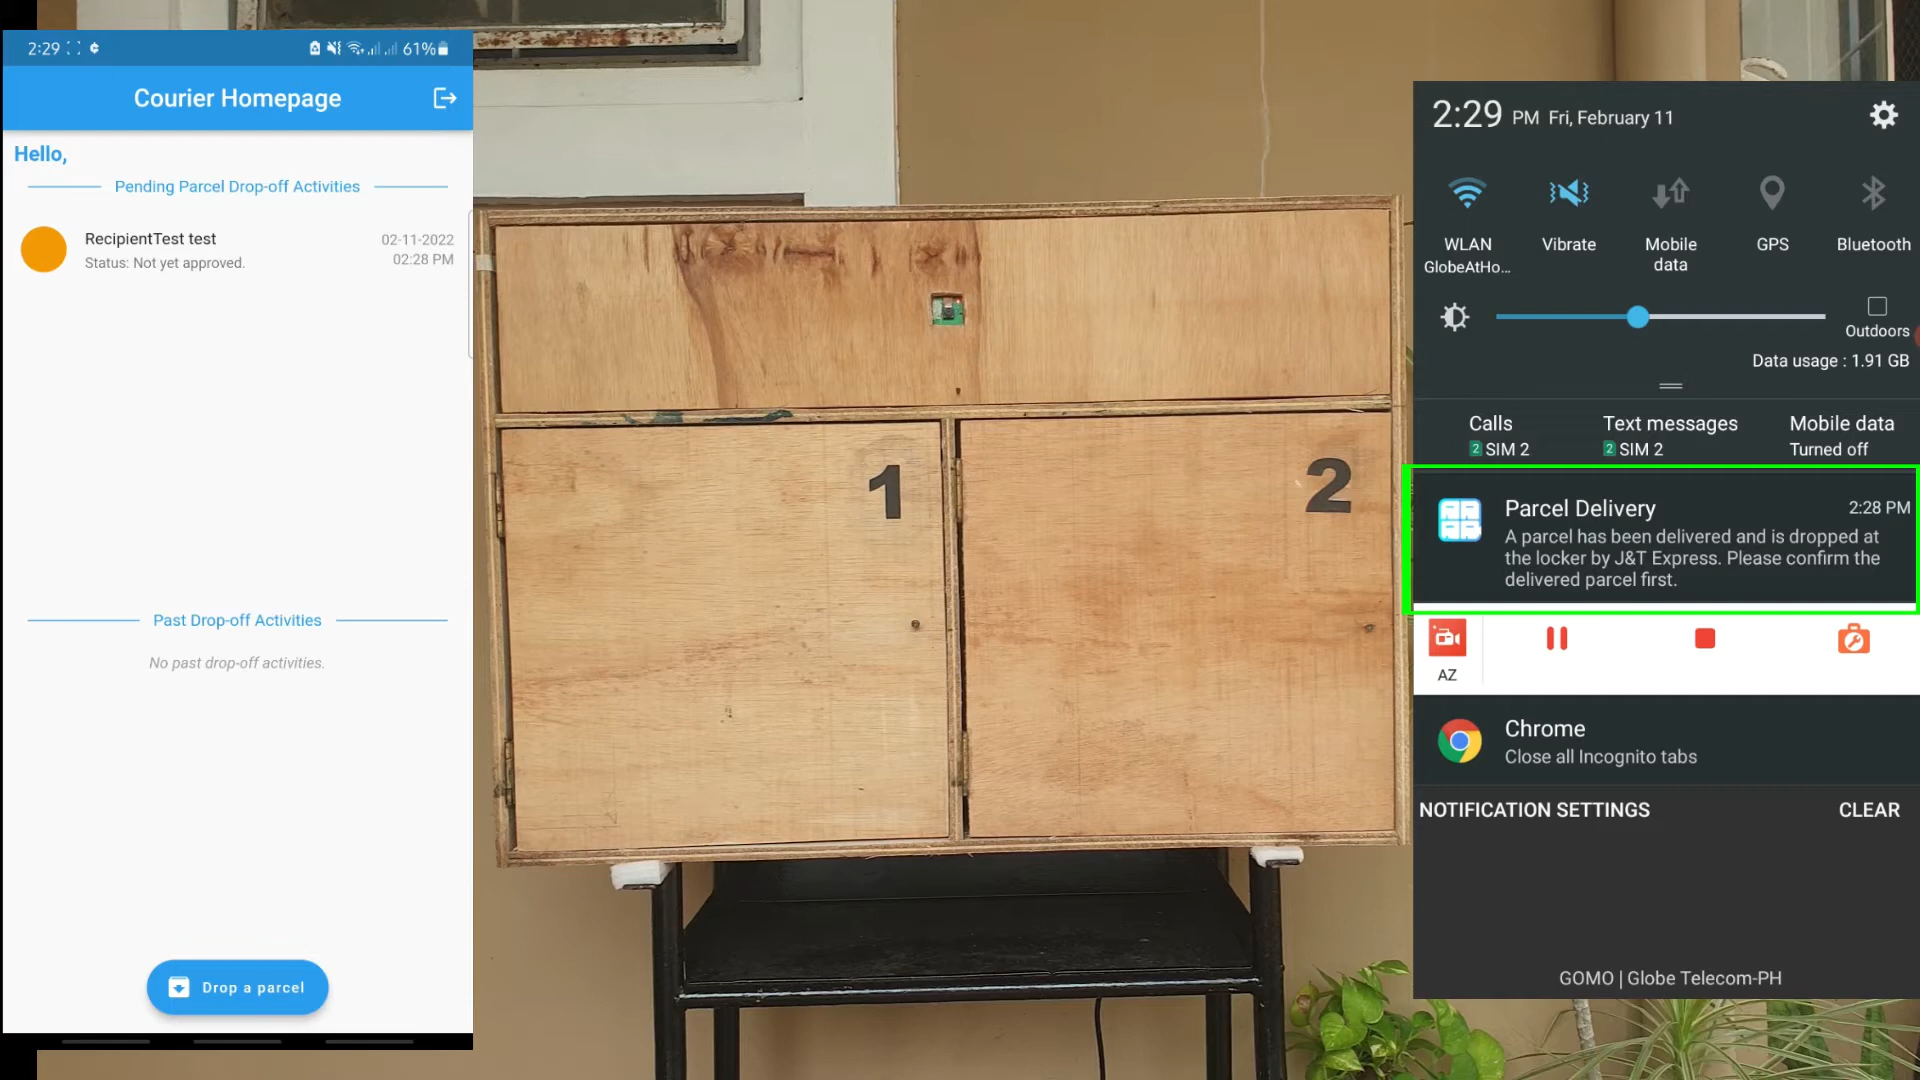 2:29
61%
Courier Homepage
Hello,
Pending Parcel Drop-off Activities
RecipientTest test
02-11-2022
Status: Not yet approved.
02:28 PM
Past Drop-off Activities
No past drop-off activities.
Drop a parcel
1
2
2:29 PM Fri, February 11
WLAN
GlobeAtHo...
Vibrate
Mobile
data
GPS
Bluetooth
Outdoors
Data usage : 1.91 GB
Calls
2 SIM 2
Text messages
2 SIM 2
Mobile data
Turned off
Parcel Delivery
2:28 PM
A parcel has been delivered and is dropped at
the locker by J&T Express. Please confirm the
delivered parcel first.
AZ
Chrome
Close all Incognito tabs
NOTIFICATION SETTINGS
CLEAR
GOMO | Globe Telecom-PH